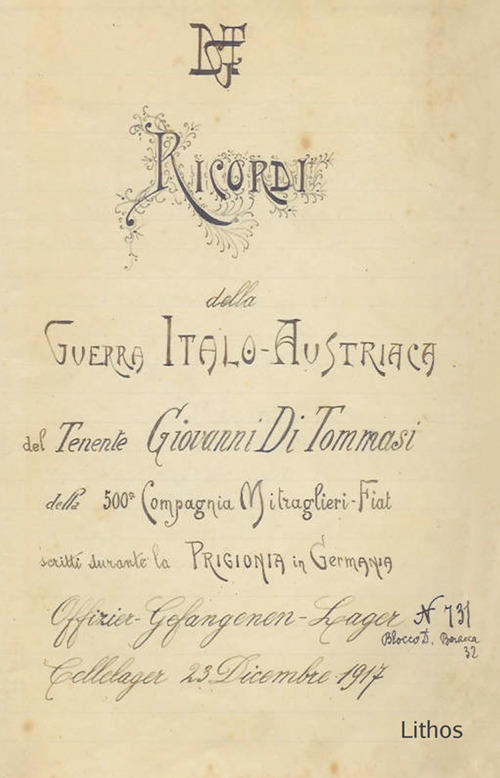 DGT
RICORDI
della
GUERRA ITALO-AUSTRIACA
del Tenente Giovanni Di Tommasi
della 500ª Compagnia Mitraglieri-Fiat
scritti durante la PRIGIONIA in GERMANIA
Offizier-Gefangenen-Lager N 731
Blocco D. Baracca
32
Cellelager 23 Dicembre 1917
Lithos